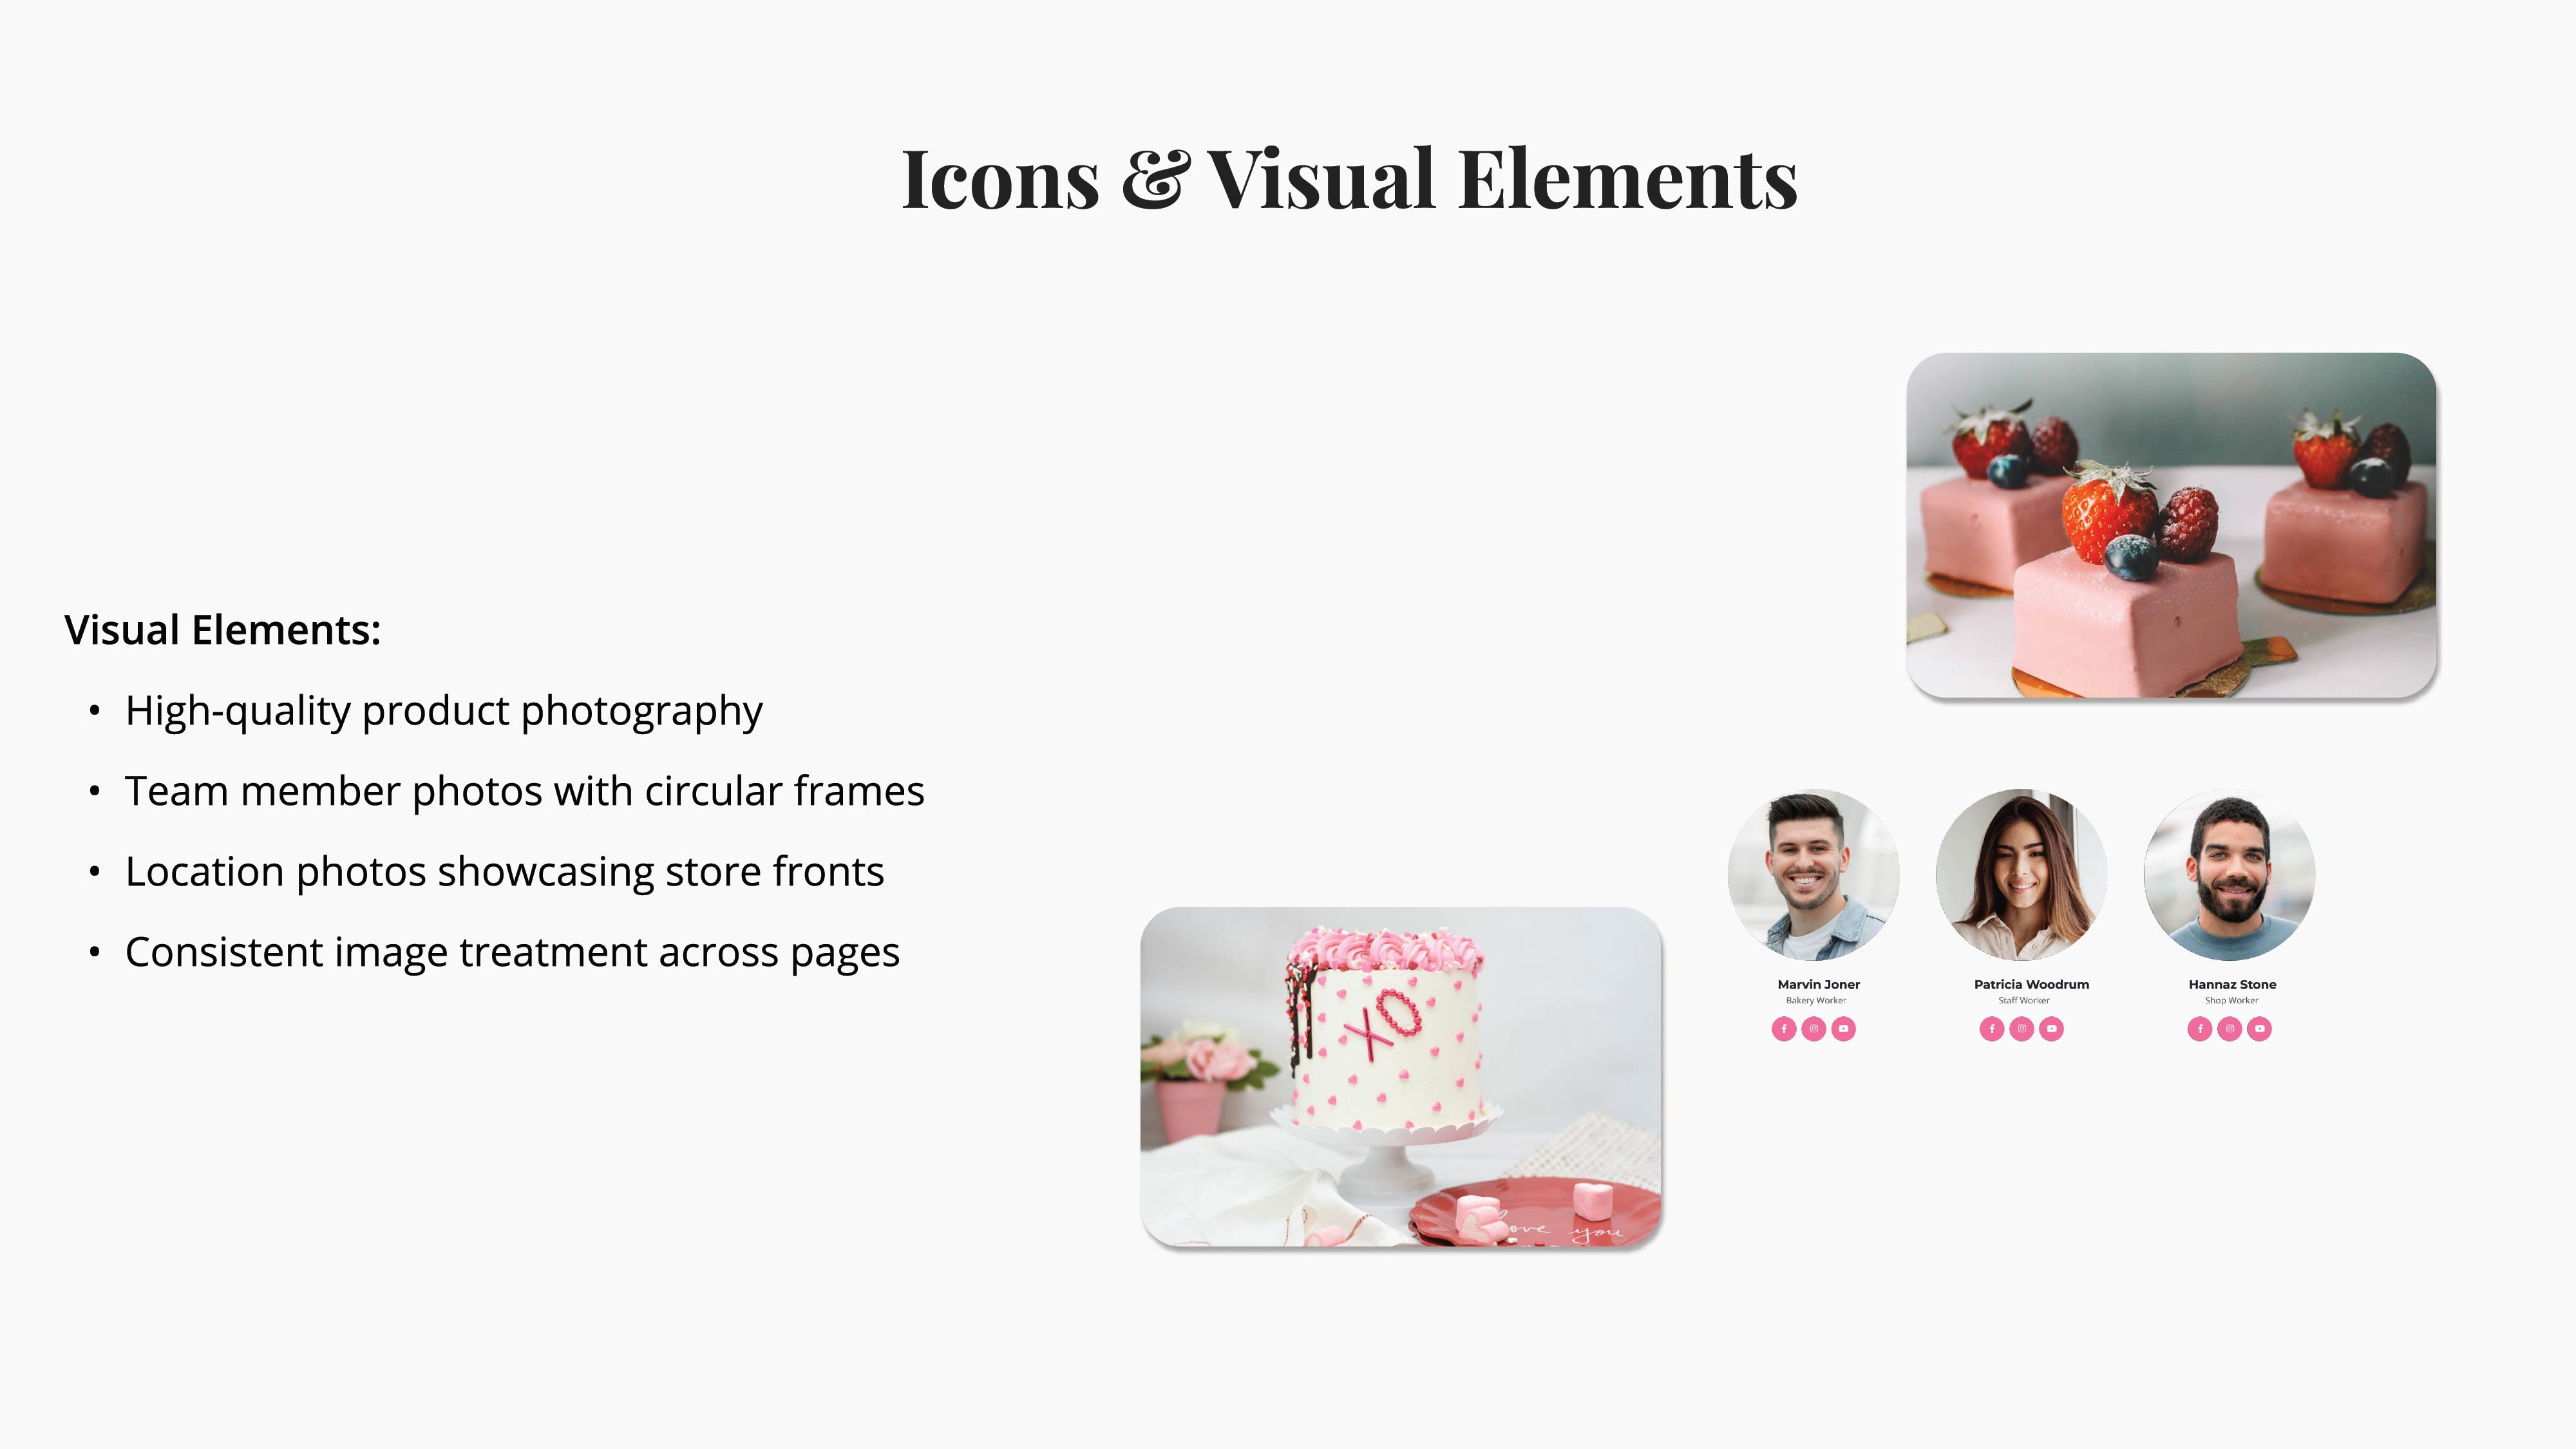 Icons & Visual Elements
Visual Elements:
• High-quality product photography
• Team member photos with circular frames
• Location photos showcasing store fronts
• Consistent image treatment across pages
XO
love you
Marvin Joner
Bakery Worker
Patricia Woodrum
Staff Worker
Hannaz Stone
Shop Worker